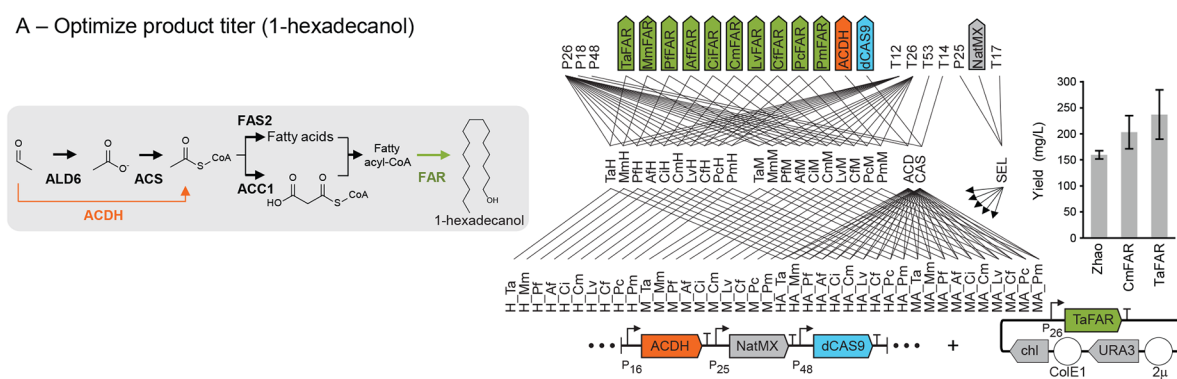 A – Optimize product titer (1-hexadecanol)
FAS2
Fatty acids
O
O
O⁻
O
S
CoA
ALD6
ACS
ACC1
ACDH
O
O
HO
S
CoA
Fatty
acyl-CoA
FAR
OH
1-hexadecanol
P26
P18
P48
TaFAR
MmFAR
PfFAR
AfFAR
CiFAR
CmFAR
LvFAR
CfFAR
PcFAR
PmFAR
ACDH
dCAS9
T12
T26
T53
T14
P25
NatMX
T17
TaH
MmH
PfH
AfH
CiH
CmH
LvH
CfH
PcH
PmH
TaM
MmM
PfM
AfM
CiM
CmM
LvM
CfM
PcM
PmM
ACD
CAS
SEL
H_Ta
H_Mm
H_Pf
H_Af
H_Ci
H_Cm
H_Lv
H_Cf
H_Pc
H_Pm
M_Ta
M_Mm
M_Pf
M_Af
M_Ci
M_Cm
M_Lv
M_Cf
M_Pc
M_Pm
HA_Ta
HA_Mm
HA_Pf
HA_Af
HA_Ci
HA_Cm
HA_Lv
HA_Cf
HA_Pc
HA_Pm
MA_Ta
MA_Mm
MA_Pf
MA_Af
MA_Ci
MA_Cm
MA_Lv
MA_Cf
MA_Pc
MA_Pm
Yield (mg/L)
300
250
200
150
100
50
0
Zhao
CmFAR
TaFAR
ACDH
NatMX
dCAS9
P16
P25
P48
+
P26
TaFAR
chl
ColE1
URA3
2µ